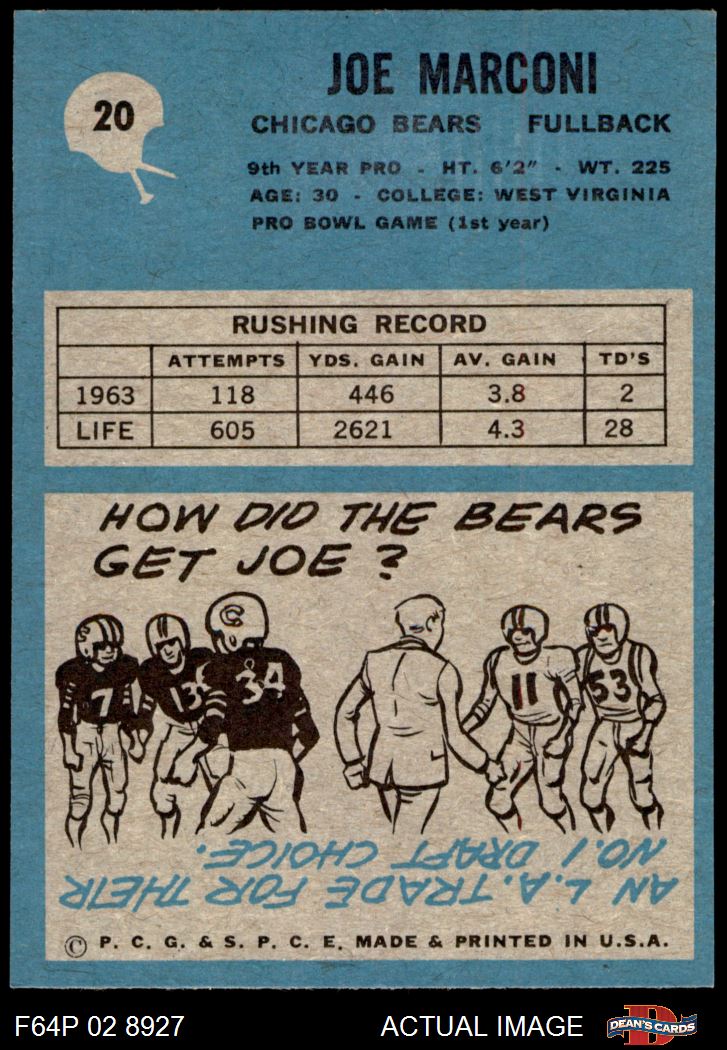 20
JOE MARCONI
CHICAGO BEARS FULLBACK
9th YEAR PRO - HT. 6'2" - WT. 225
AGE: 30 - COLLEGE: WEST VIRGINIA
PRO BOWL GAME (1st year)
RUSHING RECORD
ATTEMPTS YDS. GAIN AV. GAIN TD'S
1963 118 446 3.8 2
LIFE 605 2621 4.3 28
HOW DID THE BEARS
GET JOE?
C
7 13 34 11 53
AN L.A. TRADE FOR THEIR
NO. 1 DRAFT CHOICE.
© P. C. G. & S. P. C. E. MADE & PRINTED IN U.S.A.
F64P 02 8927 ACTUAL IMAGE D DEAN'S CARDS